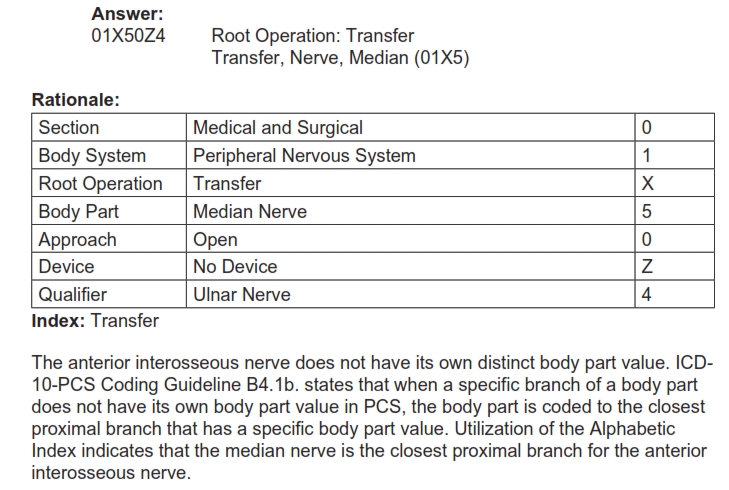 Answer:
01X50Z4 Root Operation: Transfer
Transfer, Nerve, Median (01X5)
Rationale:
Section Medical and Surgical 0
Body System Peripheral Nervous System 1
Root Operation Transfer X
Body Part Median Nerve 5
Approach Open 0
Device No Device Z
Qualifier Ulnar Nerve 4
Index: Transfer
The anterior interosseous nerve does not have its own distinct body part value. ICD-
10-PCS Coding Guideline B4.1b. states that when a specific branch of a body part
does not have its own body part value in PCS, the body part is coded to the closest
proximal branch that has a specific body part value. Utilization of the Alphabetic
Index indicates that the median nerve is the closest proximal branch for the anterior
interosseous nerve.